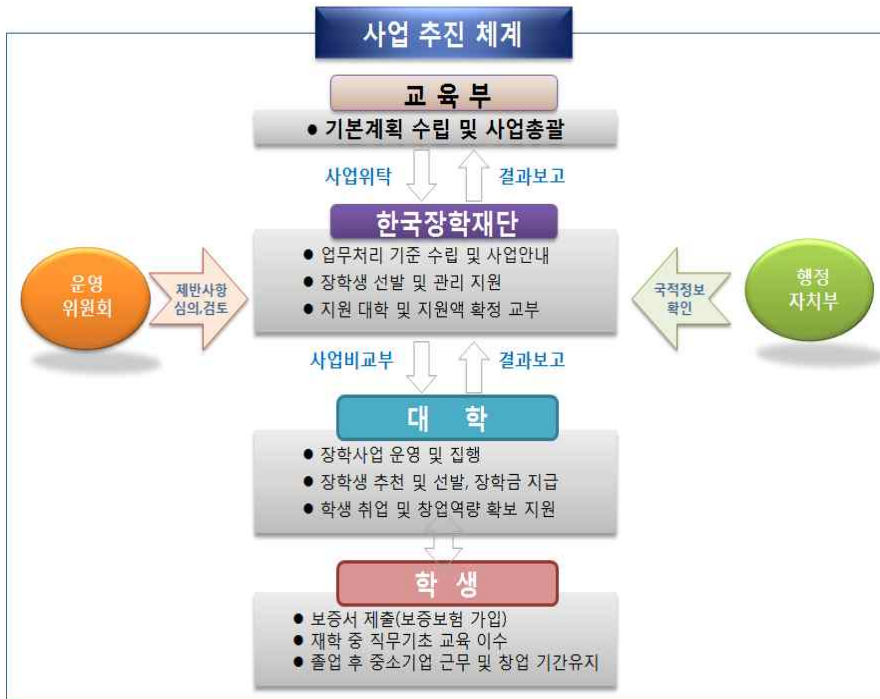 사업 추진 체계
교 육 부
● 기본계획 수립 및 사업총괄
사업위탁
결과보고
한국장학재단
● 업무처리 기준 수립 및 사업안내
● 장학생 선발 및 관리 지원
● 지원 대학 및 지원액 확정 교부
운영
위원회
제반사항
심의,검토
국적정보
확인
행정
자치부
사업비교부
결과보고
대 학
● 장학사업 운영 및 집행
● 장학생 추천 및 선발, 장학금 지급
● 학생 취업 및 창업역량 확보 지원
학 생
● 보증서 제출(보증보험 가입)
● 재학 중 직무기초 교육 이수
● 졸업 후 중소기업 근무 및 창업 기간유지